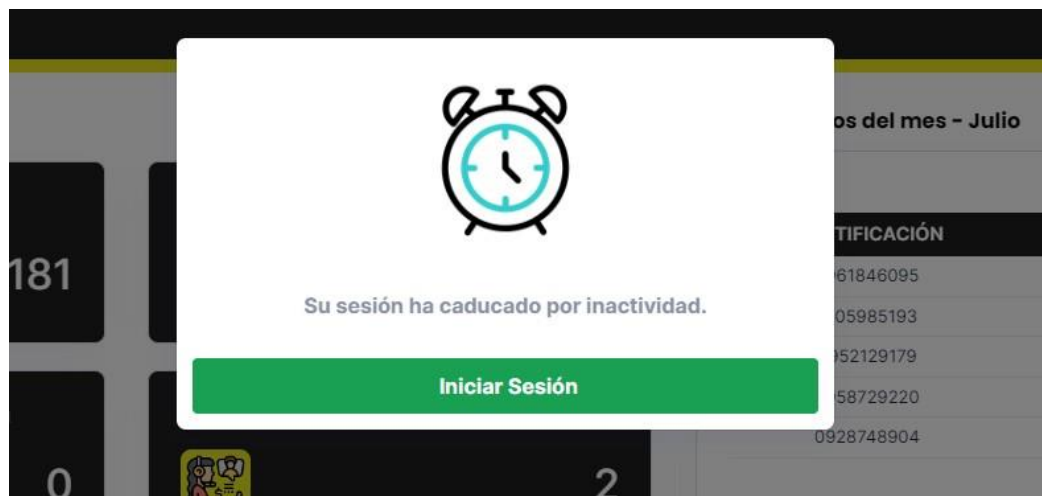 os del mes - Julio
TIFICACIÓN
181
61846095
05985193
952129179
58729220
0928748904
Su sesión ha caducado por inactividad.
Iniciar Sesión
0
2